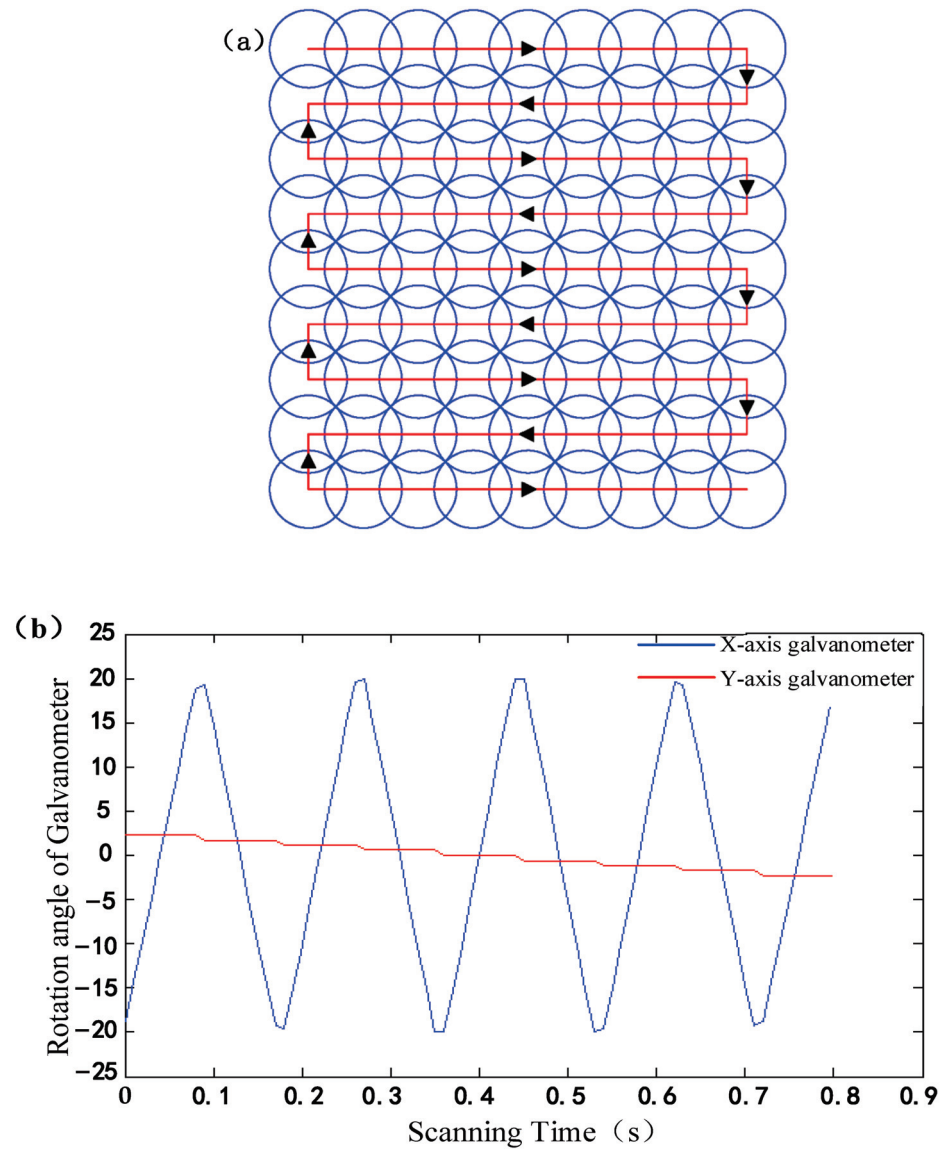 （a）
（b）
25
20
15
10
5
0
−5
−10
−15
−20
−25
Rotation angle of Galvanometer
X-axis galvanometer
Y-axis galvanometer
0 0.1 0.2 0.3 0.4 0.5 0.6 0.7 0.8 0.9
Scanning Time（s）